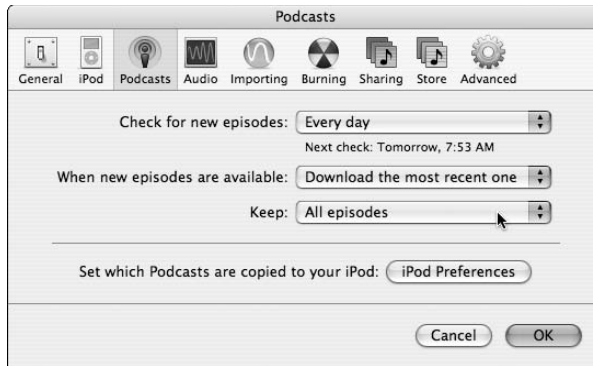 Podcasts
General iPod Podcasts Audio Importing Burning Sharing Store Advanced
Check for new episodes: Every day
Next check: Tomorrow, 7:53 AM
When new episodes are available: Download the most recent one
Keep: All episodes
Set which Podcasts are copied to your iPod: iPod Preferences
Cancel OK